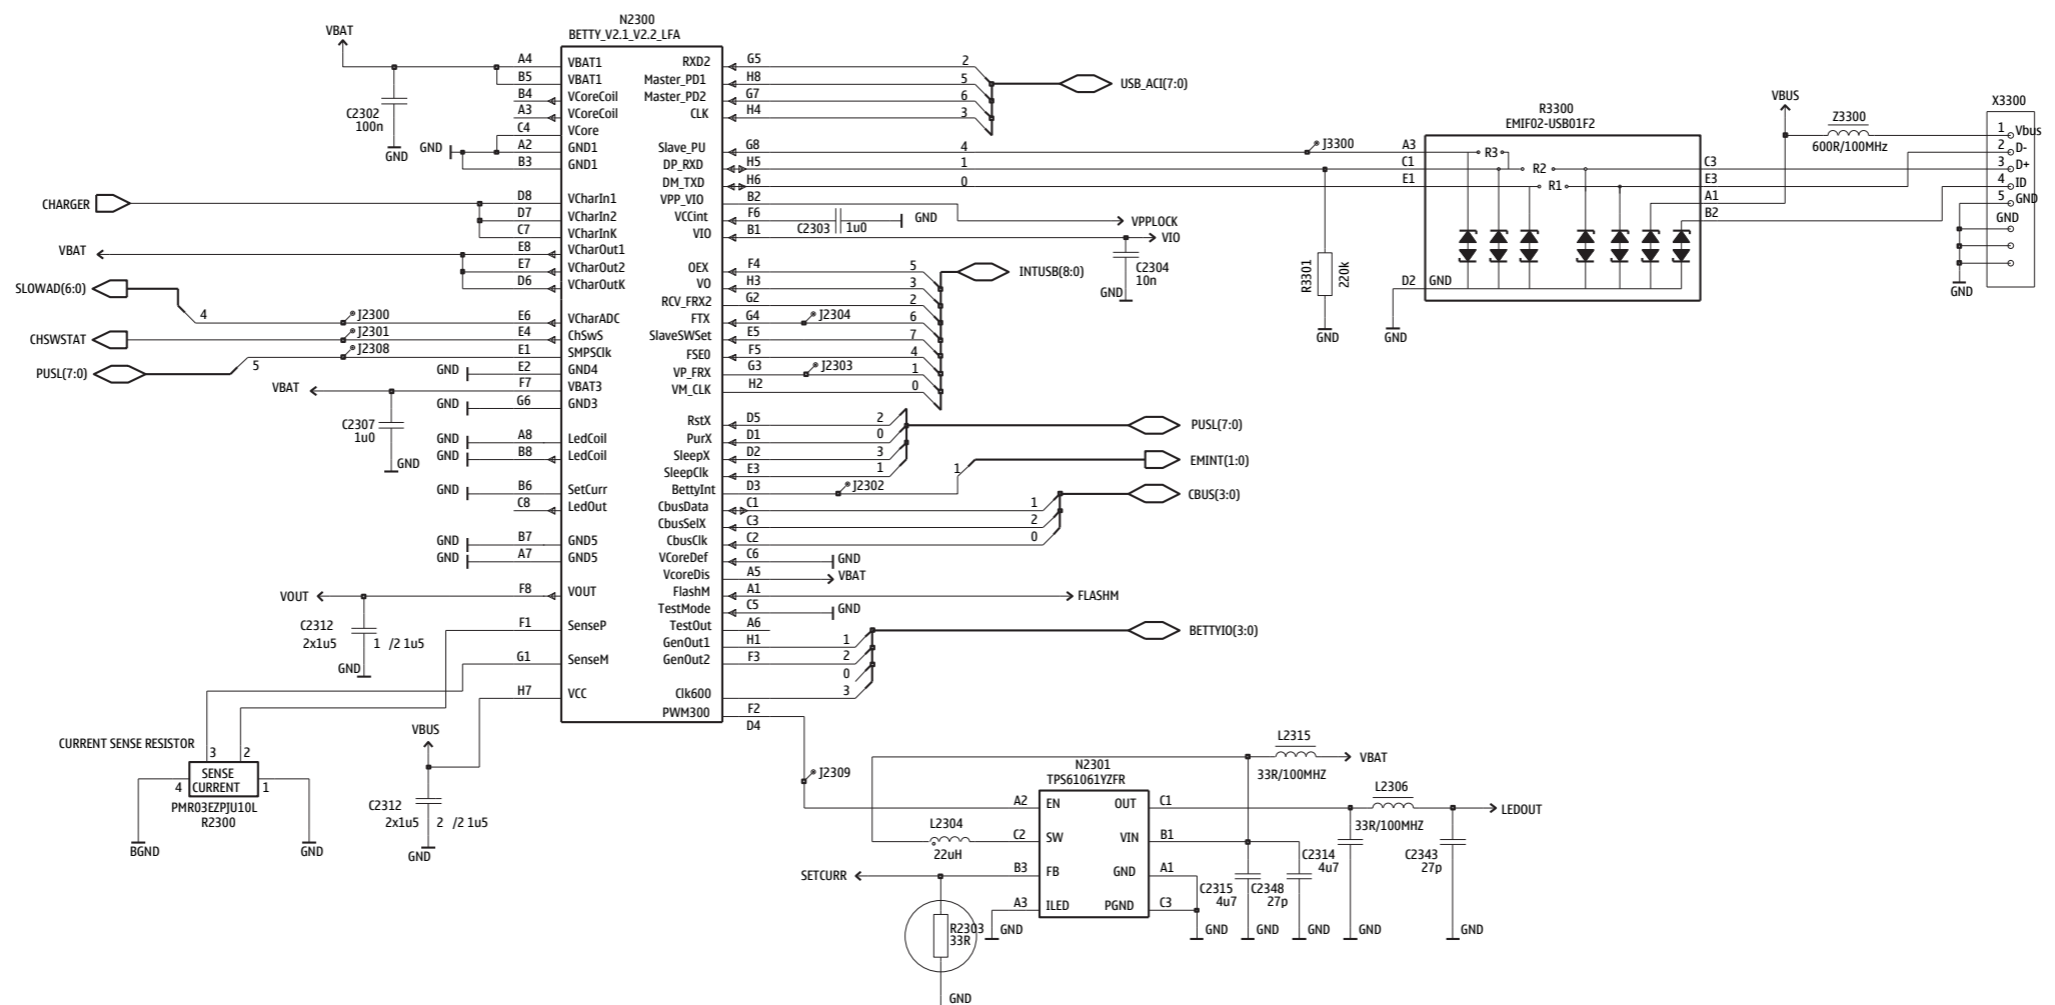 N2300
BETTY_V2.1_V2.2_LFA
VBAT
C2302
100n
GND
GND
A4 VBAT1
B5 VBAT1
B4 VCoreCoil
A3 VCoreCoil
C4 VCore
A2 GND1
B3 GND1
CHARGER
D8 VCharIn1
D7 VCharIn2
C7 VCharInK
VBAT
E8 VCharOut1
E7 VCharOut2
D6 VCharOutK
SLOWAD(6:0)
4 J2300 E6 VCharADC
CHSWSTAT
J2301 E4 ChSwS
PUSL(7:0)
5 J2308 E1 SMPSClk
GND E2 GND4
VBAT F7 VBAT3
GND G6 GND3
C2307
1u0
GND
GND A8 LedCoil
GND B8 LedCoil
GND B6 SetCurr
C8 LedOut
GND B7 GND5
GND A7 GND5
VOUT F8 VOUT
C2312
2x1u5 1 /2 1u5
GND
F1 SenseP
G1 SenseM
H7 VCC
VBUS
C2312
2x1u5 2 /2 1u5
GND
CURRENT SENSE RESISTOR
3 2
SENSE
4 CURRENT 1
PMR03EZPJU10L
R2300
BGND
GND
RXD2 G5 2
Master_PD1 H8 5
Master_PD2 G7 6
CLK H4 3
USB_ACI(7:0)
Slave_PU G8 4 J3300
DP_RXD H5 1
DM_TXD H6 0
VPP_VIO B2 VPPLOCK
VCCint F6 C2303 1u0 GND
VIO B1 VIO
C2304
10n
GND
OEX F4 5
VO H3 3
RCV_FRX2 G2 2
FTX G4 J2304 6
SlaveSWSet E5 7
FSE0 F5 4
VP_FRX G3 J2303 1
VM_CLK H2 0
INTUSB(8:0)
RstX D5 2
PurX D1 0
SleepX D2 3
SleepClk E3 1
PUSL(7:0)
BettyInt D3 J2302 1
EMINT(1:0)
CbusData C1 1
CbusSelX C3 2
CbusClk C2 0
CBUS(3:0)
VCoreDef C6 GND
VcoreDis A5 VBAT
FlashM A1 FLASHM
TestMode C5 GND
TestOut A6
GenOut1 H1 1
GenOut2 F3 2
0
Clk600 3
BETTYIO(3:0)
PWM300 F2
D4
J2309
R3301
220k
GND
R3300
EMIF02-USB01F2
A3 R3
C1 R2 C3
E1 R1 E3
A1
B2
D2 GND
GND
VBUS
Z3300
600R/100MHz
X3300
1 Vbus
2 D-
3 D+
4 ID
5 GND
GND
GND
N2301
TPS61061YZFR
A2 EN OUT C1
C2 SW VIN B1
B3 FB GND A1
A3 ILED PGND C3
L2304
22uH
SETCURR
R2303
33R
GND
GND
L2315
33R/100MHZ
VBAT
L2306
33R/100MHZ
LEDOUT
C2315
4u7
C2348
27p
C2314
4u7
C2343
27p
GND
GND
GND
GND
GND